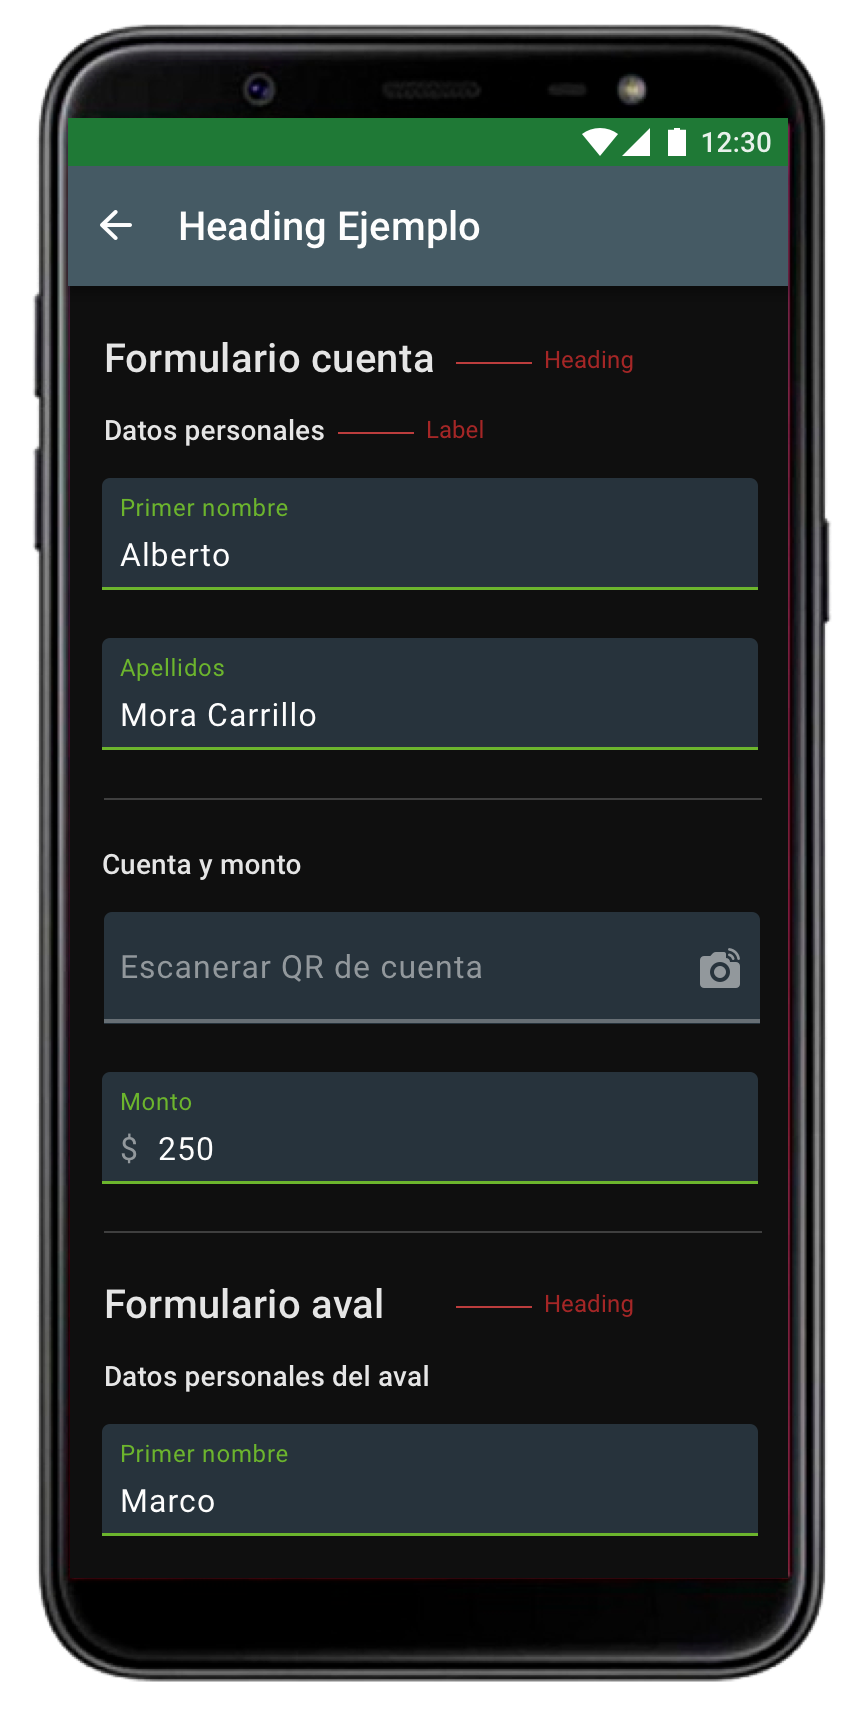 12:30
Heading Ejemplo
Formulario cuenta Heading
Datos personales Label
Primer nombre
Alberto
Apellidos
Mora Carrillo
Cuenta y monto
Escanerar QR de cuenta
Monto
$ 250
Formulario aval Heading
Datos personales del aval
Primer nombre
Marco